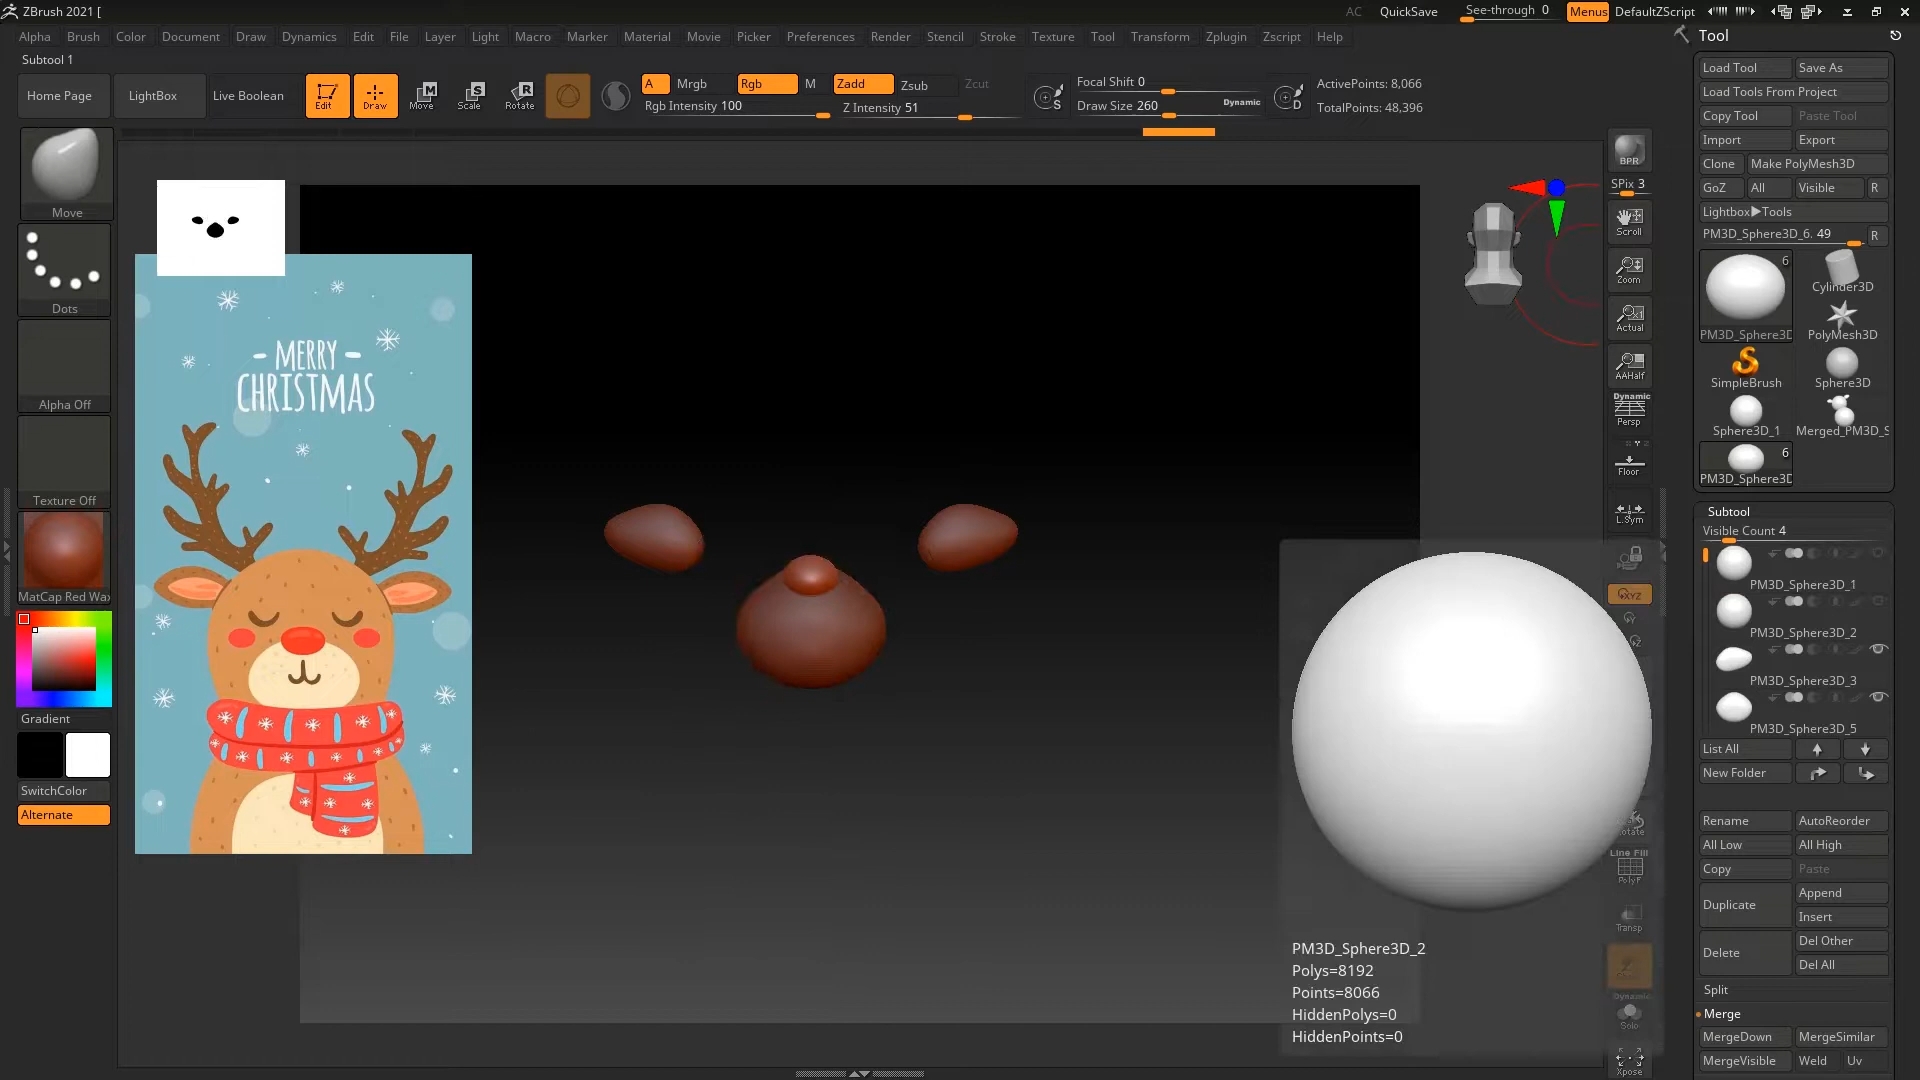 ZBrush 2021 [
AC QuickSave See-through 0 Menus DefaultZScript
Alpha Brush Color Document Draw Dynamics Edit File Layer Light Macro Marker Material Movie Picker Preferences Render Stencil Stroke Texture Tool Transform Zplugin Zscript Help
Subtool 1
Home Page LightBox Live Boolean Edit Draw Move Scale Rotate
A Mrgb Rgb M Zadd Zsub Zcut
Rgb Intensity 100 Z Intensity 51
S Focal Shift 0
Draw Size 260 Dynamic D
ActivePoints: 8,066
TotalPoints: 48,396
Move
Dots
Alpha Off
Texture Off
MatCap Red Wa
Gradient
SwitchColor
Alternate
MERRY
CHRISTMAS
BPR
SPix 3
Scroll
Zoom
Actual
AAHalf
Dynamic
Persp
Floor
L.Sym
XYZ
Line Fill
PolyF
Transp
Dynamic
Solo
Xpose
PM3D_Sphere3D_2
Polys=8192
Points=8066
HiddenPolys=0
HiddenPoints=0
Tool
Load Tool Save As
Load Tools From Project
Copy Tool Paste Tool
Import Export
Clone Make PolyMesh3D
GoZ All Visible R
Lightbox▶Tools
PM3D_Sphere3D_6. 49 R
6
PM3D_Sphere3D Cylinder3D
PolyMesh3D
SimpleBrush Sphere3D
Sphere3D_1 Merged_PM3D_S
6
PM3D_Sphere3D
Subtool
Visible Count 4
PM3D_Sphere3D_1
PM3D_Sphere3D_2
PM3D_Sphere3D_3
PM3D_Sphere3D_5
List All
New Folder
Rename AutoReorder
All Low All High
Copy Paste
Duplicate Append
Insert
Delete Del Other
Del All
Split
Merge
MergeDown MergeSimilar
MergeVisible Weld Uv